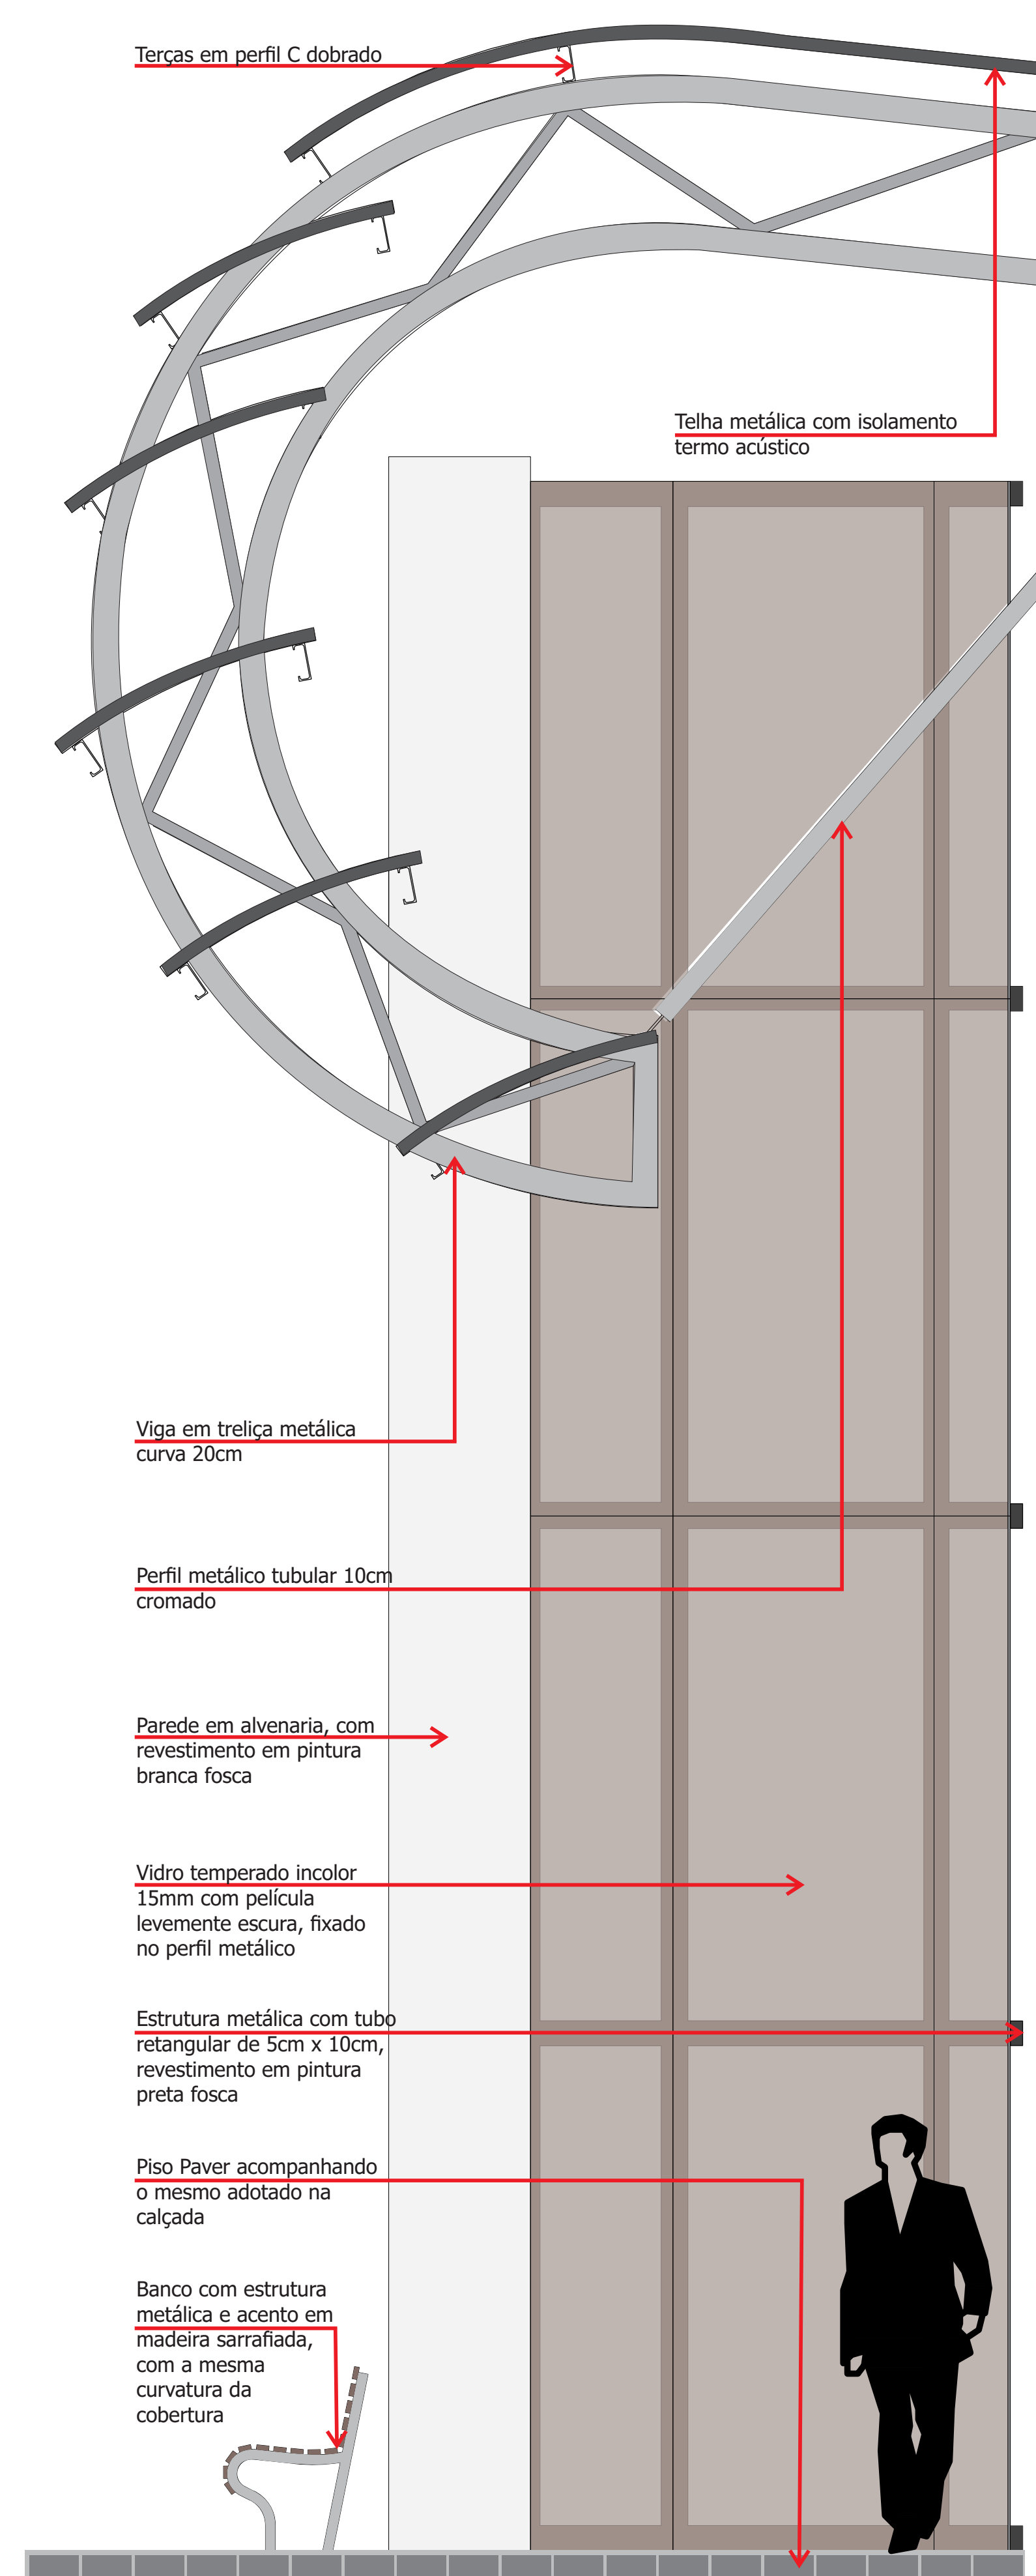 Terças em perfil C dobrado
Telha metálica com isolamento
termo acústico
Viga em treliça metálica
curva 20cm
Perfil metálico tubular 10cm
cromado
Parede em alvenaria, com
revestimento em pintura
branca fosca
Vidro temperado incolor
15mm com película
levemente escura, fixado
no perfil metálico
Estrutura metálica com tubo
retangular de 5cm x 10cm,
revestimento em pintura
preta fosca
Piso Paver acompanhando
o mesmo adotado na
calçada
Banco com estrutura
metálica e acento em
madeira sarrafiada,
com a mesma
curvatura da
cobertura